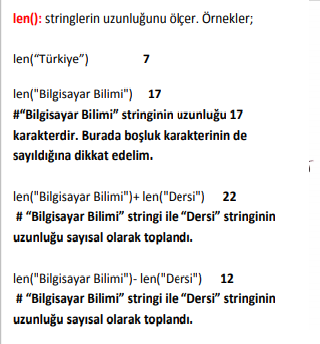 len(): stringlerin uzunluğunu ölçer. Örnekler;
len(“Türkiye”) 7
len("Bilgisayar Bilimi") 17
#“Bilgisayar Bilimi” stringinin uzunluğu 17
karakterdir. Burada boşluk karakterinin de
sayıldığına dikkat edelim.
len("Bilgisayar Bilimi")+ len("Dersi") 22
# “Bilgisayar Bilimi” stringi ile “Dersi” stringinin
uzunluğu sayısal olarak toplandı.
len("Bilgisayar Bilimi")- len("Dersi") 12
# “Bilgisayar Bilimi” stringi ile “Dersi” stringinin
uzunluğu sayısal olarak toplandı.